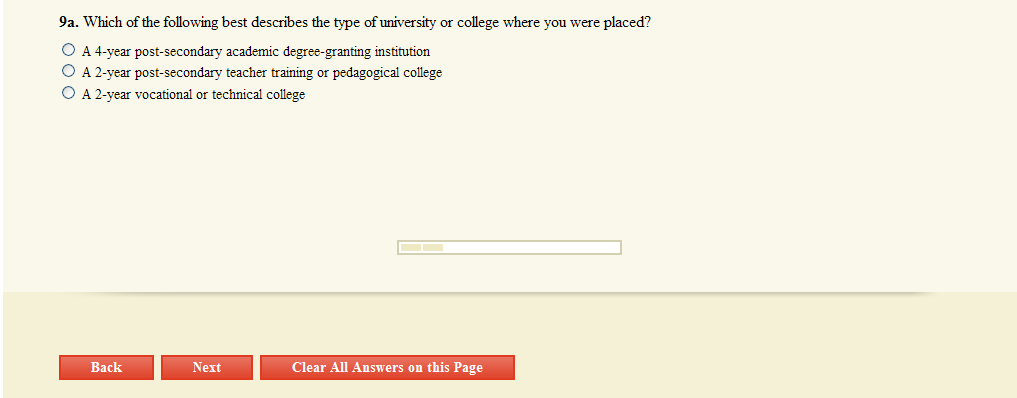 9a. Which of the following best describes the type of university or college where you were placed?
A 4-year post-secondary academic degree-granting institution
A 2-year post-secondary teacher training or pedagogical college
A 2-year vocational or technical college
Back Next Clear All Answers on this Page